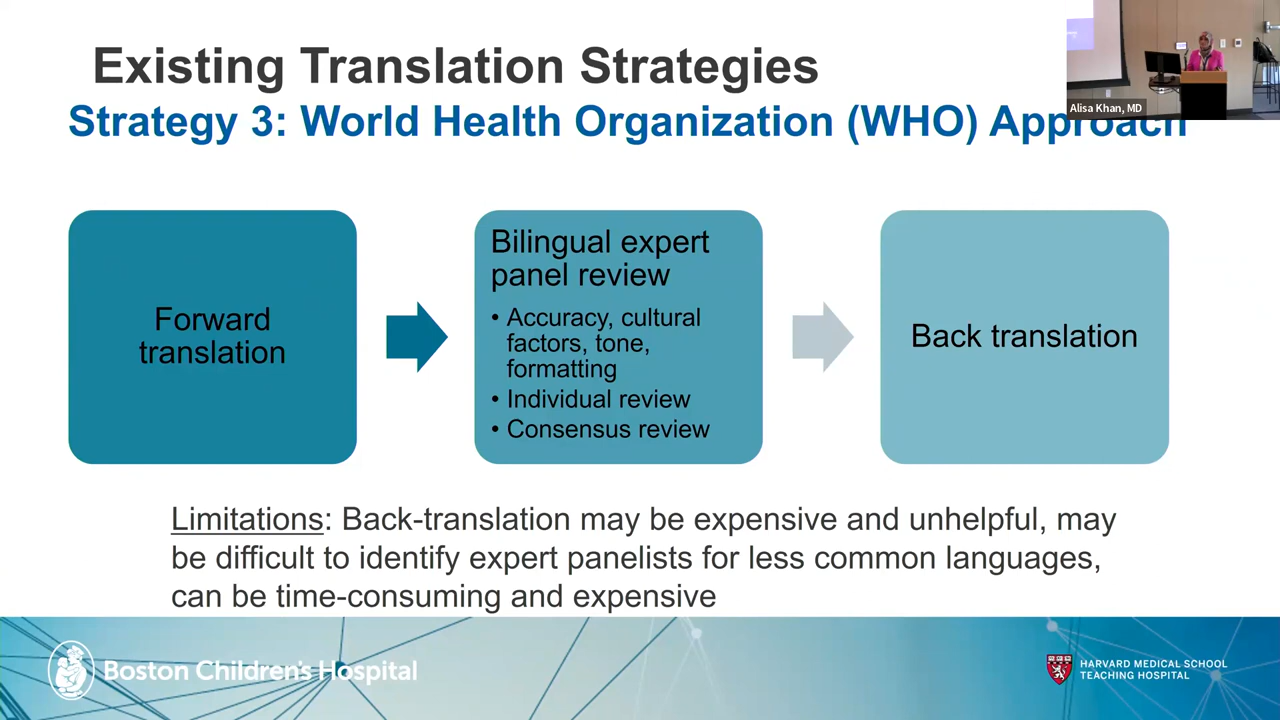 Existing Translation Strategies
Strategy 3: World Health Organization (WHO) Approach
Alisa Khan, MD
Forward
translation
Bilingual expert
panel review
• Accuracy, cultural
factors, tone,
formatting
• Individual review
• Consensus review
Back translation
Limitations: Back-translation may be expensive and unhelpful, may
be difficult to identify expert panelists for less common languages,
can be time-consuming and expensive
Boston Children's Hospital
HARVARD MEDICAL SCHOOL
TEACHING HOSPITAL